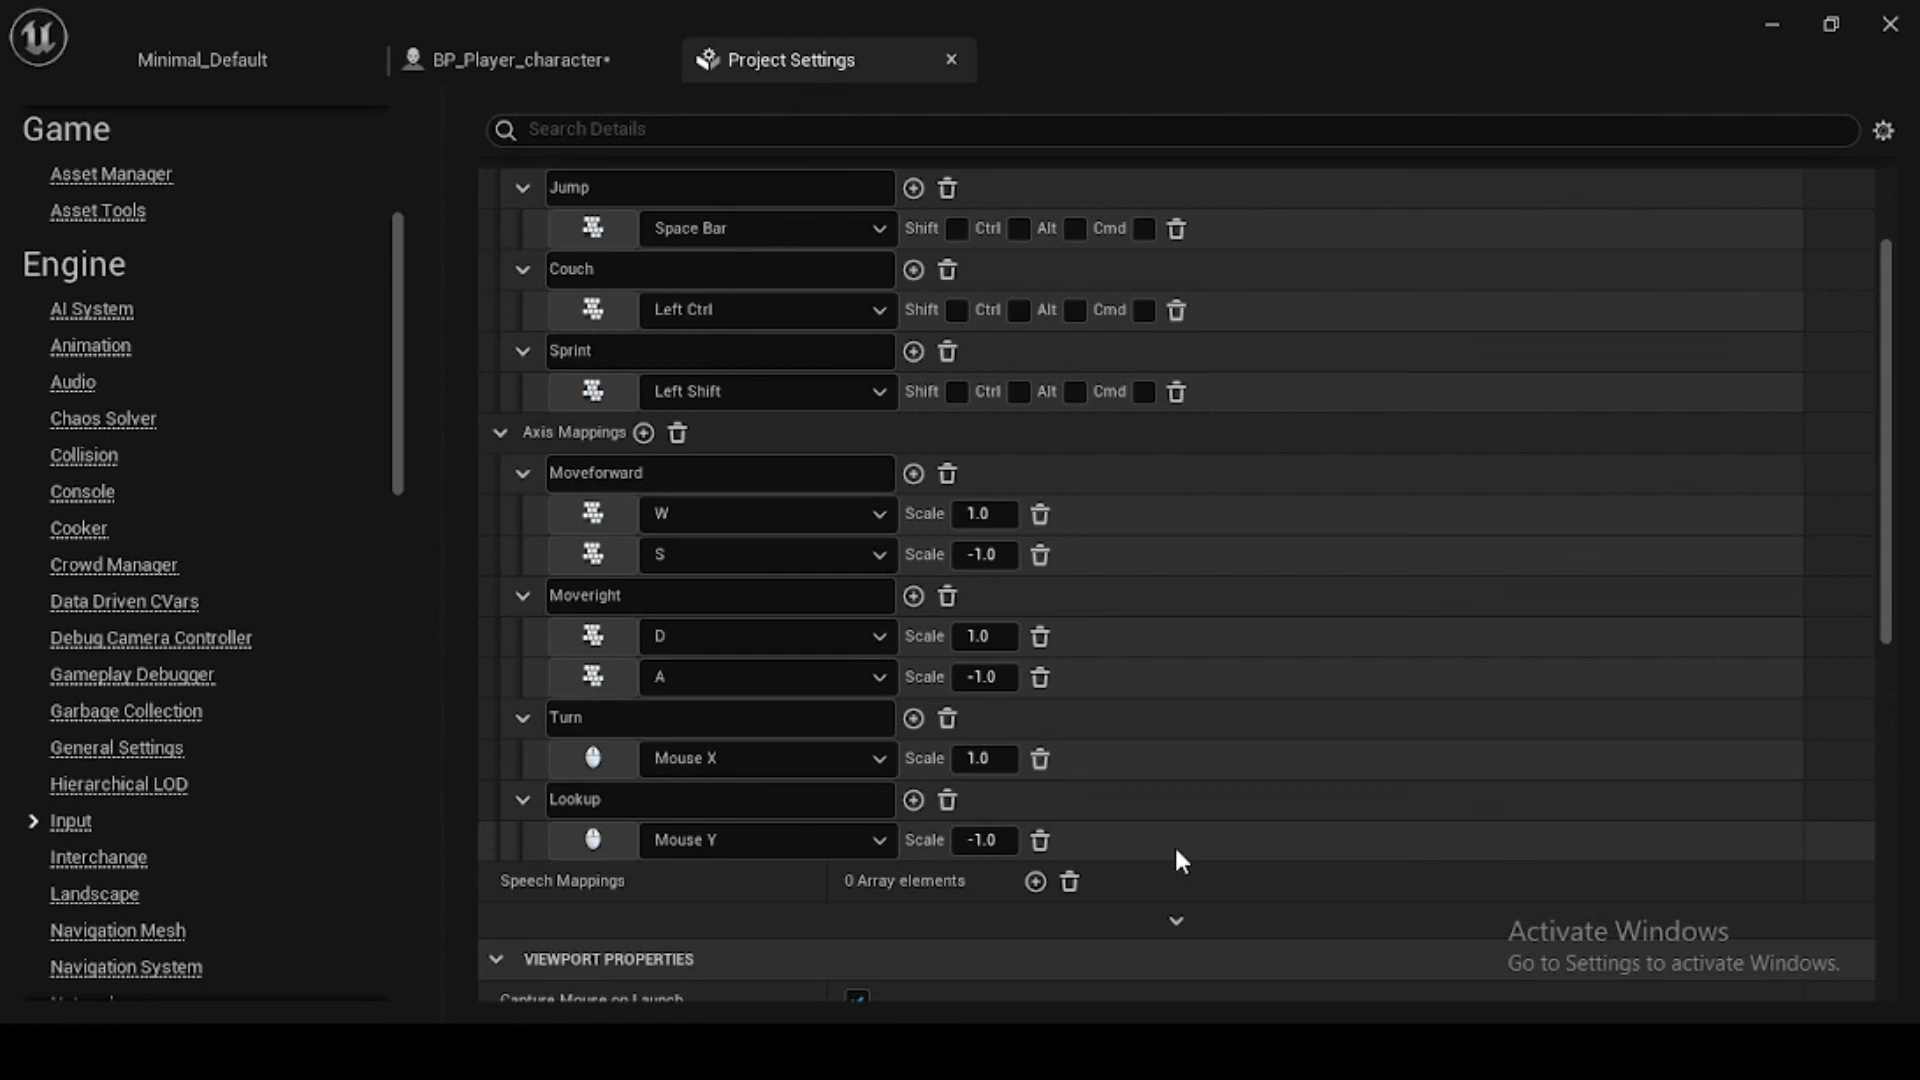 Minimal_Default
BP_Player_character•
Project Settings
Game
Asset Manager
Asset Tools
Engine
AI System
Animation
Audio
Chaos Solver
Collision
Console
Cooker
Crowd Manager
Data Driven CVars
Debug Camera Controller
Gameplay Debugger
Garbage Collection
General Settings
Hierarchical LOD
Input
Interchange
Landscape
Navigation Mesh
Navigation System
Search Details
Jump
Space Bar Shift Ctrl Alt Cmd
Couch
Left Ctrl Shift Ctrl Alt Cmd
Sprint
Left Shift Shift Ctrl Alt Cmd
Axis Mappings
Moveforward
W Scale 1.0
S Scale -1.0
Moveright
D Scale 1.0
A Scale -1.0
Turn
Mouse X Scale 1.0
Lookup
Mouse Y Scale -1.0
Speech Mappings 0 Array elements
VIEWPORT PROPERTIES
Capture Mouse on Launch
Activate Windows
Go to Settings to activate Windows.